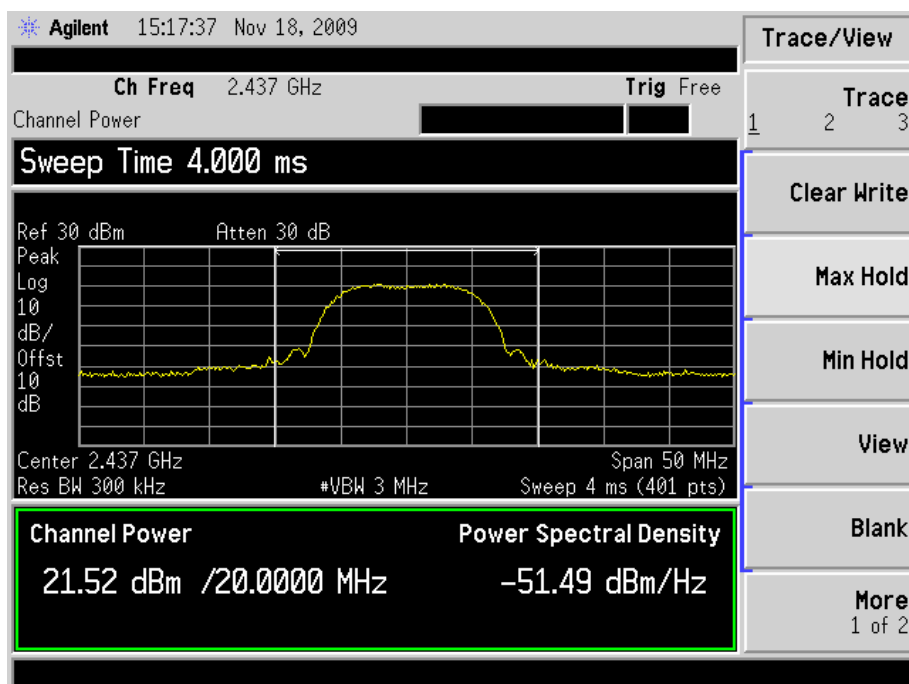 Agilent 15:17:37 Nov 18, 2009
Trace/View
Ch Freq 2.437 GHz Trig Free
Channel Power
Trace
1 2 3
Sweep Time 4.000 ms
Clear Write
Ref 30 dBm Atten 30 dB
Peak
Log
10
dB/
Offst
10
dB
Max Hold
Min Hold
View
Center 2.437 GHz Span 50 MHz
Res BW 300 kHz #VBW 3 MHz Sweep 4 ms (401 pts)
Blank
Channel Power Power Spectral Density
21.52 dBm /20.0000 MHz -51.49 dBm/Hz
More
1 of 2